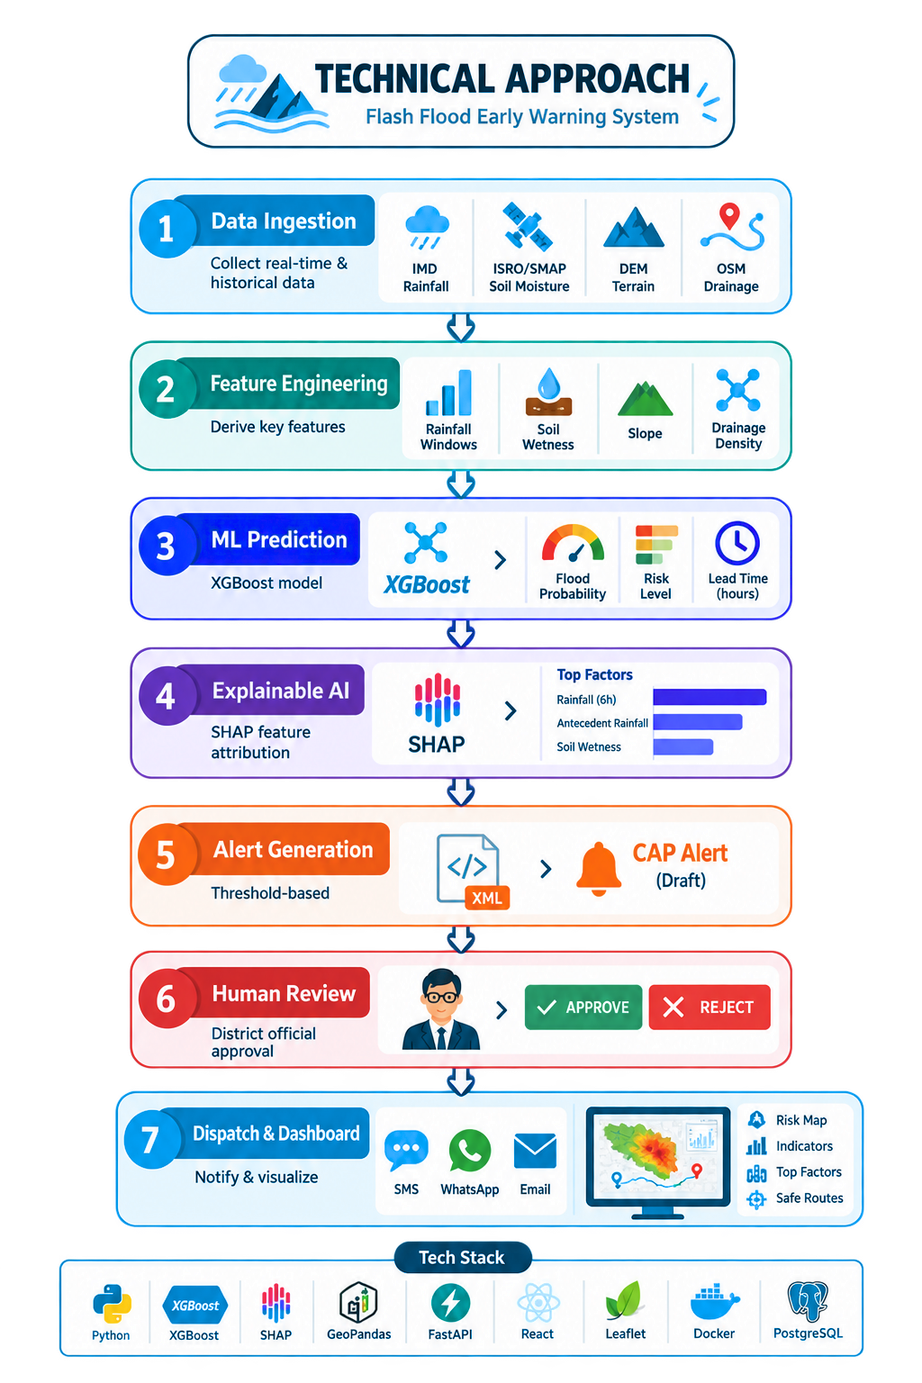 TECHNICAL APPROACH
Flash Flood Early Warning System
1
Data Ingestion
Collect real-time &
historical data
IMD
Rainfall
ISRO/SMAP
Soil Moisture
DEM
Terrain
OSM
Drainage
2
Feature Engineering
Derive key features
Rainfall
Windows
Soil
Wetness
Slope
Drainage
Density
3
ML Prediction
XGBoost model
XGBoost
Flood
Probability
Risk
Level
Lead Time
(hours)
4
Explainable AI
SHAP feature
attribution
SHAP
Top Factors
Rainfall (6h)
Antecedent Rainfall
Soil Wetness
5
Alert Generation
Threshold-based
</>
XML
CAP Alert
(Draft)
6
Human Review
District official
approval
APPROVE
REJECT
7
Dispatch & Dashboard
Notify & visualize
SMS
WhatsApp
Email
Risk Map
Indicators
Top Factors
Safe Routes
Tech Stack
Python
XGBoost
XGBoost
SHAP
GeoPandas
FastAPI
React
Leaflet
Docker
PostgreSQL